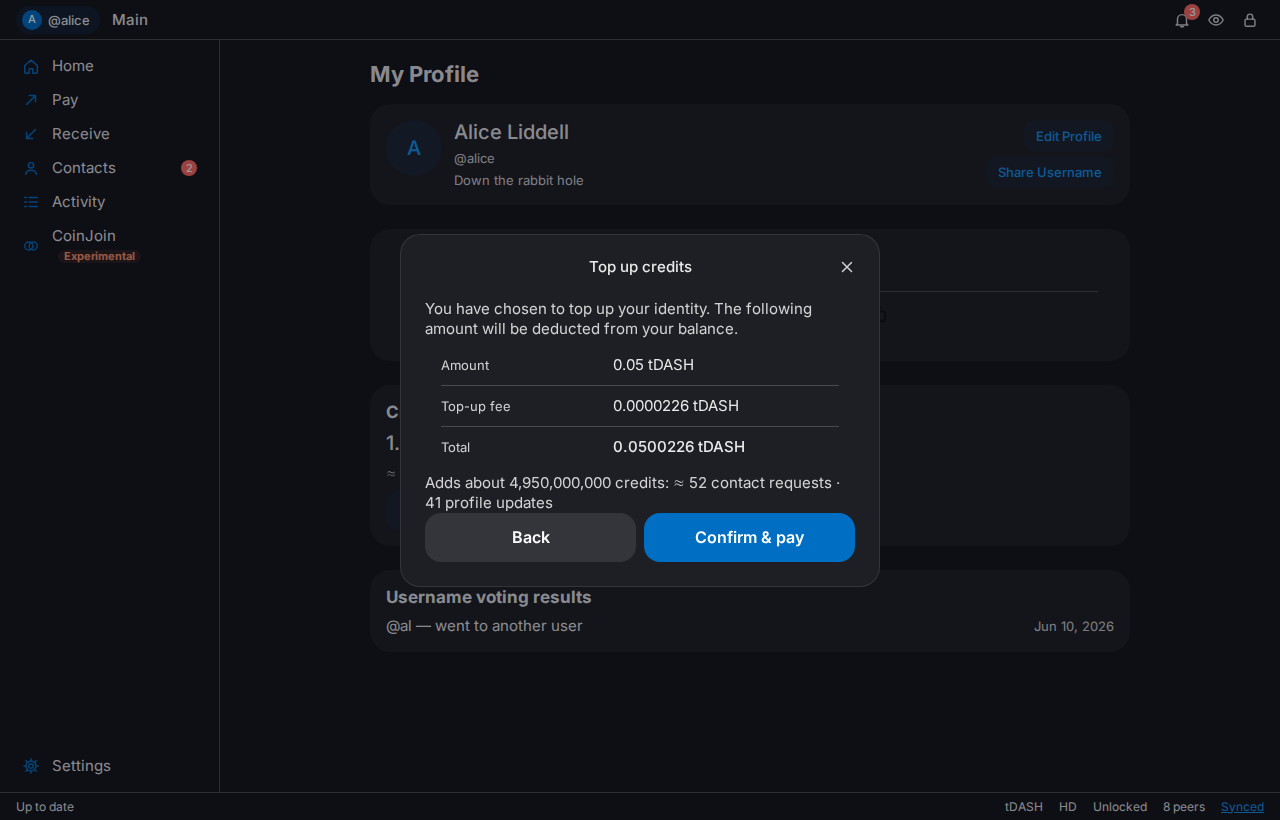 A @alice Main 3
Home
Pay
Receive
Contacts 2
Activity
CoinJoin
Experimental
Settings
My Profile
A
Alice Liddell
@alice
Down the rabbit hole
Edit Profile
Share Username
Top up credits
You have chosen to top up your identity. The following
amount will be deducted from your balance.
Amount 0.05 tDASH
Top-up fee 0.0000226 tDASH
Total 0.0500226 tDASH
Adds about 4,950,000,000 credits: ≈ 52 contact requests ·
41 profile updates
Back Confirm & pay
C
1.
≈
Username voting results
@al — went to another user Jun 10, 2026
Up to date tDASH HD Unlocked 8 peers Synced